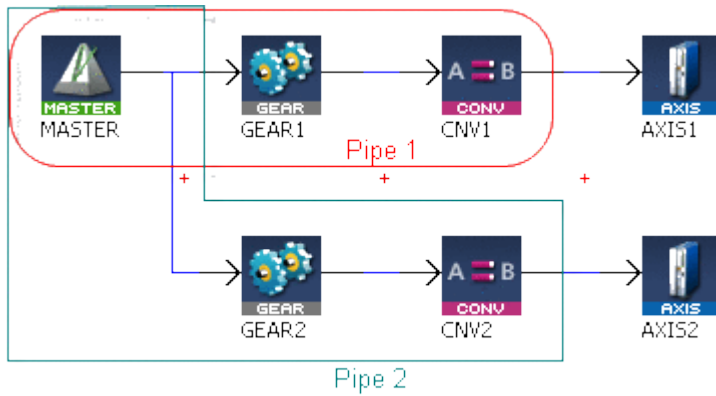 A B
MASTER GEAR CONV AXIS
MASTER GEAR1 CNV1 AXIS1
Pipe 1
A B
GEAR CONV AXIS
GEAR2 CNV2 AXIS2
Pipe 2